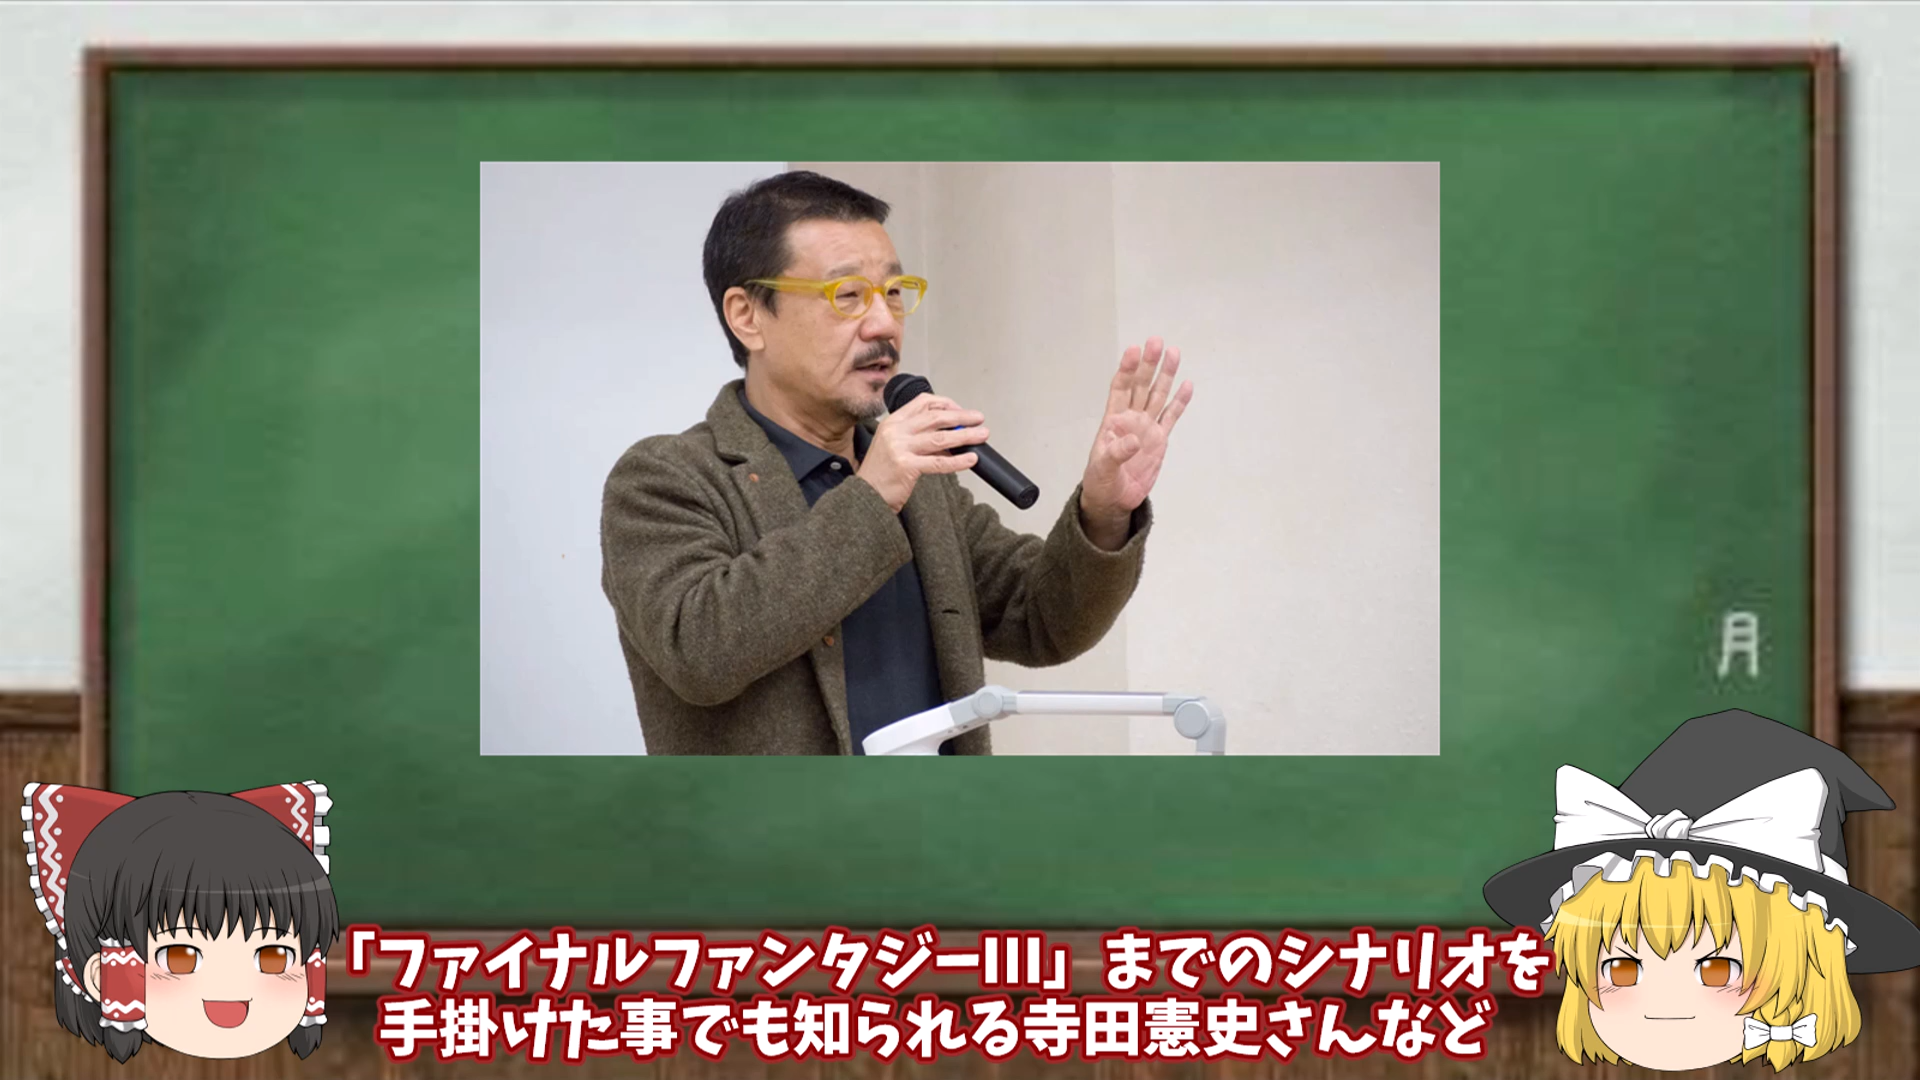 月
「ファイナルファンタジーIII」までのシナリオを
手掛けた事でも知られる寺田憲史さんなど